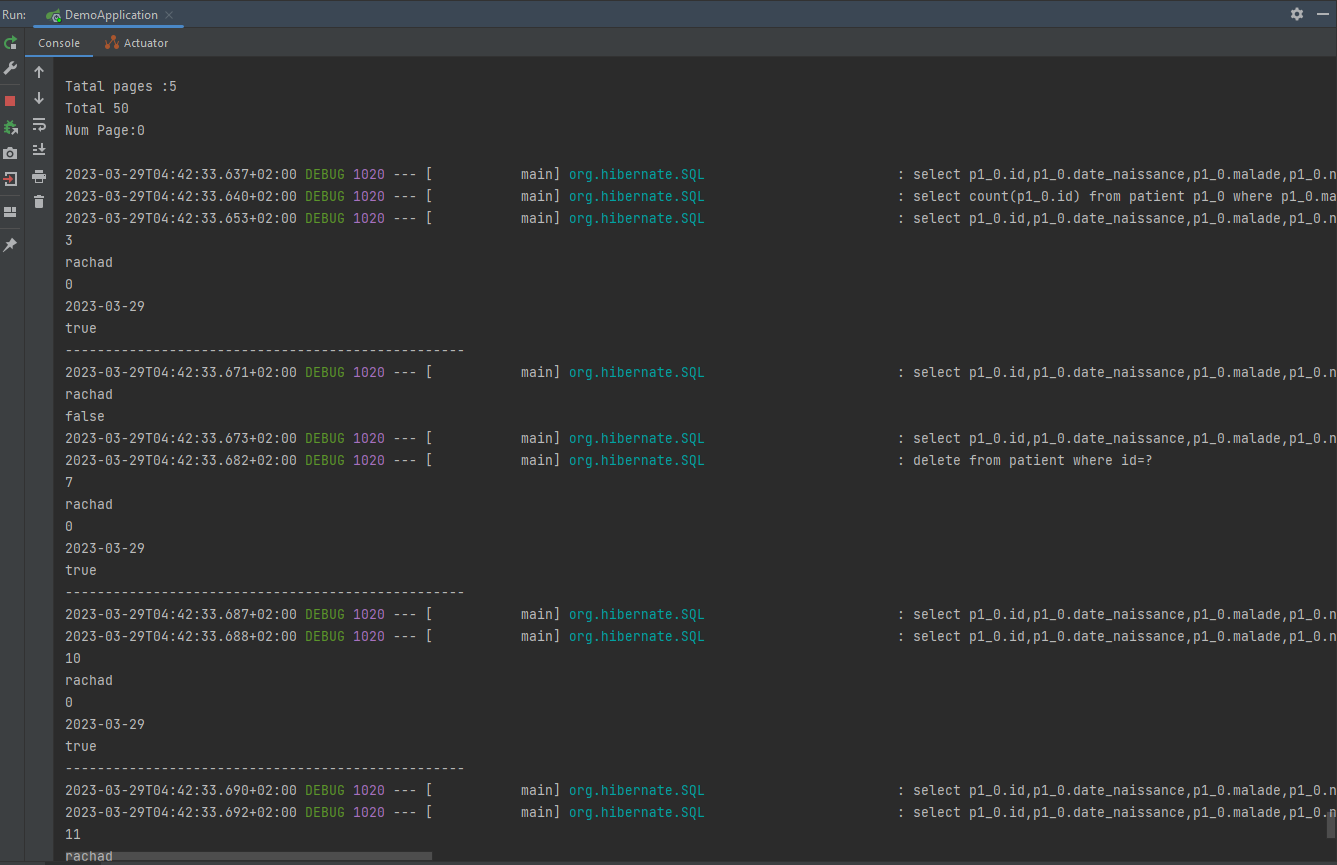 Run: DemoApplication
Console Actuator
Tatal pages :5
Total 50
Num Page:0
2023-03-29T04:42:33.637+02:00 DEBUG 1020 --- [           main] org.hibernate.SQL                        : select p1_0.id,p1_0.date_naissance,p1_0.malade,p1_0.n
2023-03-29T04:42:33.640+02:00 DEBUG 1020 --- [           main] org.hibernate.SQL                        : select count(p1_0.id) from patient p1_0 where p1_0.ma
2023-03-29T04:42:33.653+02:00 DEBUG 1020 --- [           main] org.hibernate.SQL                        : select p1_0.id,p1_0.date_naissance,p1_0.malade,p1_0.n
3
rachad
0
2023-03-29
true
--------------------------------------------------
2023-03-29T04:42:33.671+02:00 DEBUG 1020 --- [           main] org.hibernate.SQL                        : select p1_0.id,p1_0.date_naissance,p1_0.malade,p1_0.n
rachad
false
2023-03-29T04:42:33.673+02:00 DEBUG 1020 --- [           main] org.hibernate.SQL                        : select p1_0.id,p1_0.date_naissance,p1_0.malade,p1_0.n
2023-03-29T04:42:33.682+02:00 DEBUG 1020 --- [           main] org.hibernate.SQL                        : delete from patient where id=?
7
rachad
0
2023-03-29
true
--------------------------------------------------
2023-03-29T04:42:33.687+02:00 DEBUG 1020 --- [           main] org.hibernate.SQL                        : select p1_0.id,p1_0.date_naissance,p1_0.malade,p1_0.n
2023-03-29T04:42:33.688+02:00 DEBUG 1020 --- [           main] org.hibernate.SQL                        : select p1_0.id,p1_0.date_naissance,p1_0.malade,p1_0.n
10
rachad
0
2023-03-29
true
--------------------------------------------------
2023-03-29T04:42:33.690+02:00 DEBUG 1020 --- [           main] org.hibernate.SQL                        : select p1_0.id,p1_0.date_naissance,p1_0.malade,p1_0.n
2023-03-29T04:42:33.692+02:00 DEBUG 1020 --- [           main] org.hibernate.SQL                        : select p1_0.id,p1_0.date_naissance,p1_0.malade,p1_0.n
11
rachad